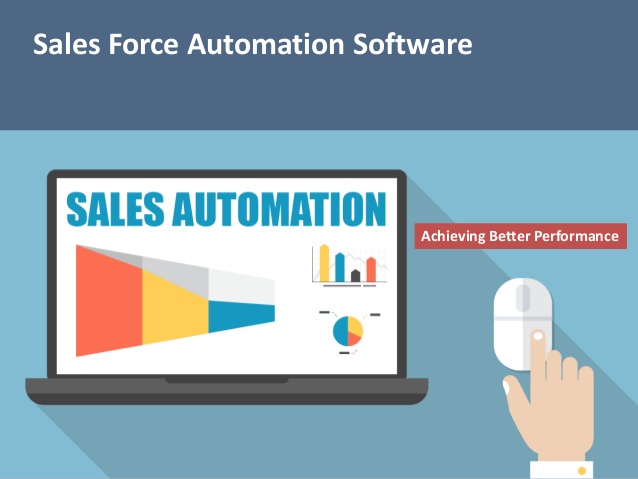 Sales Force Automation Software
SALES AUTOMATION
Achieving Better Performance